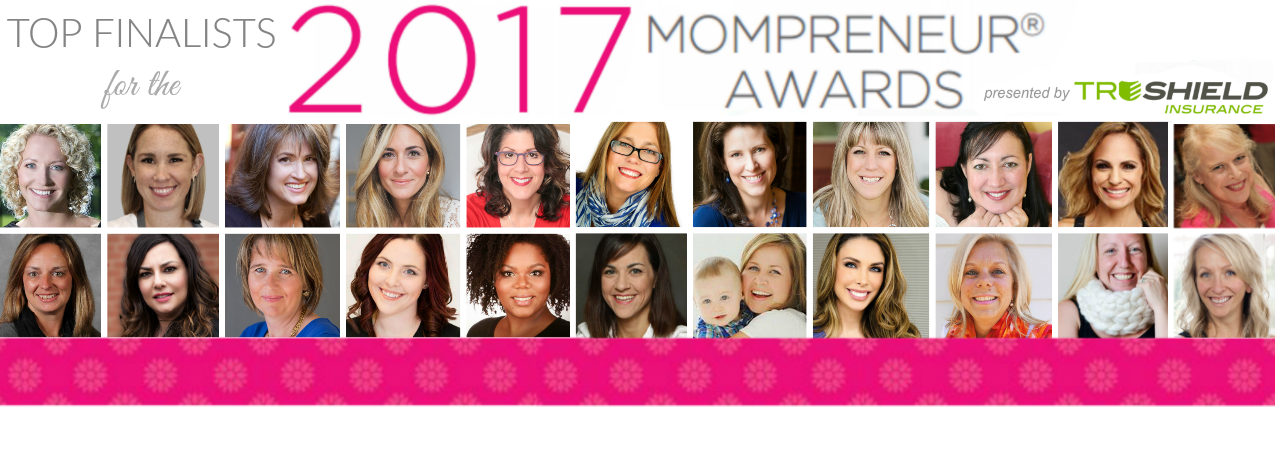 TOP FINALISTS
for the
2017
MOMPRENEUR®
AWARDS
presented by TRUSHIELD
INSURANCE